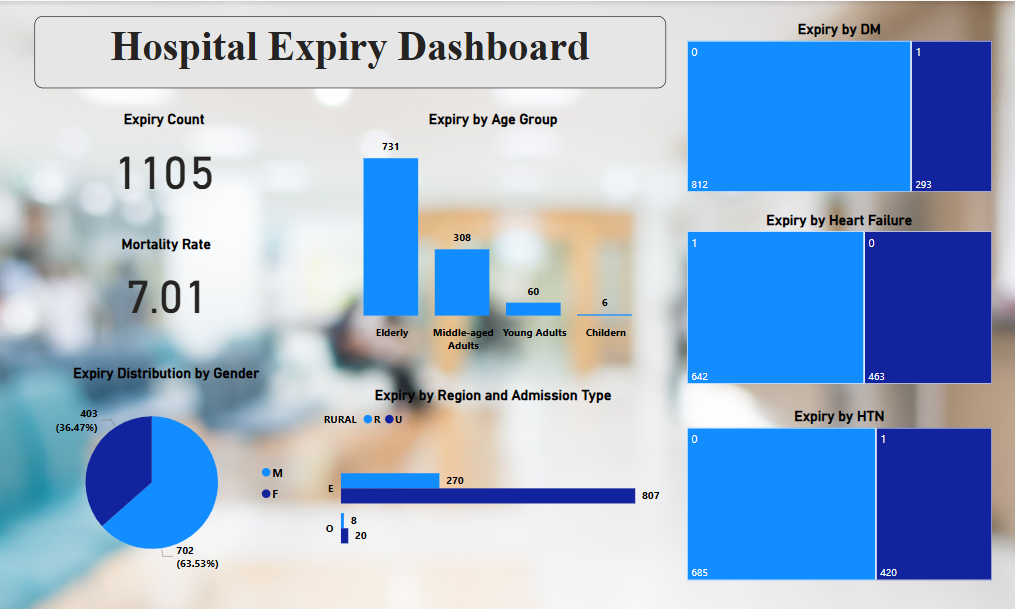 Hospital Expiry Dashboard
Expiry Count
1105
Mortality Rate
7.01
Expiry by Age Group
731
308
60
6
Elderly
Middle-aged
Adults
Young Adults
Childern
Expiry Distribution by Gender
403
(36.47%)
702
(63.53%)
M
F
Expiry by Region and Admission Type
RURAL R U
E
270
807
O
8
20
Expiry by DM
0
1
812
293
Expiry by Heart Failure
1
0
642
463
Expiry by HTN
0
1
685
420